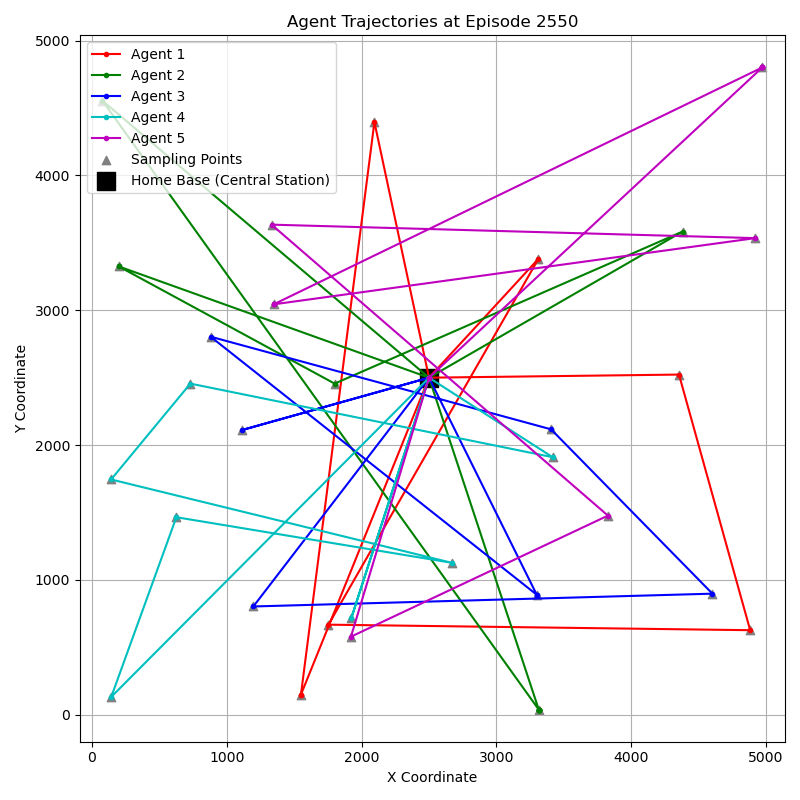 Agent Trajectories at Episode 2550
Agent 1
Agent 2
Agent 3
Agent 4
Agent 5
Sampling Points
Home Base (Central Station)
5000
4000
3000
2000
1000
0
Y Coordinate
0 1000 2000 3000 4000 5000
X Coordinate